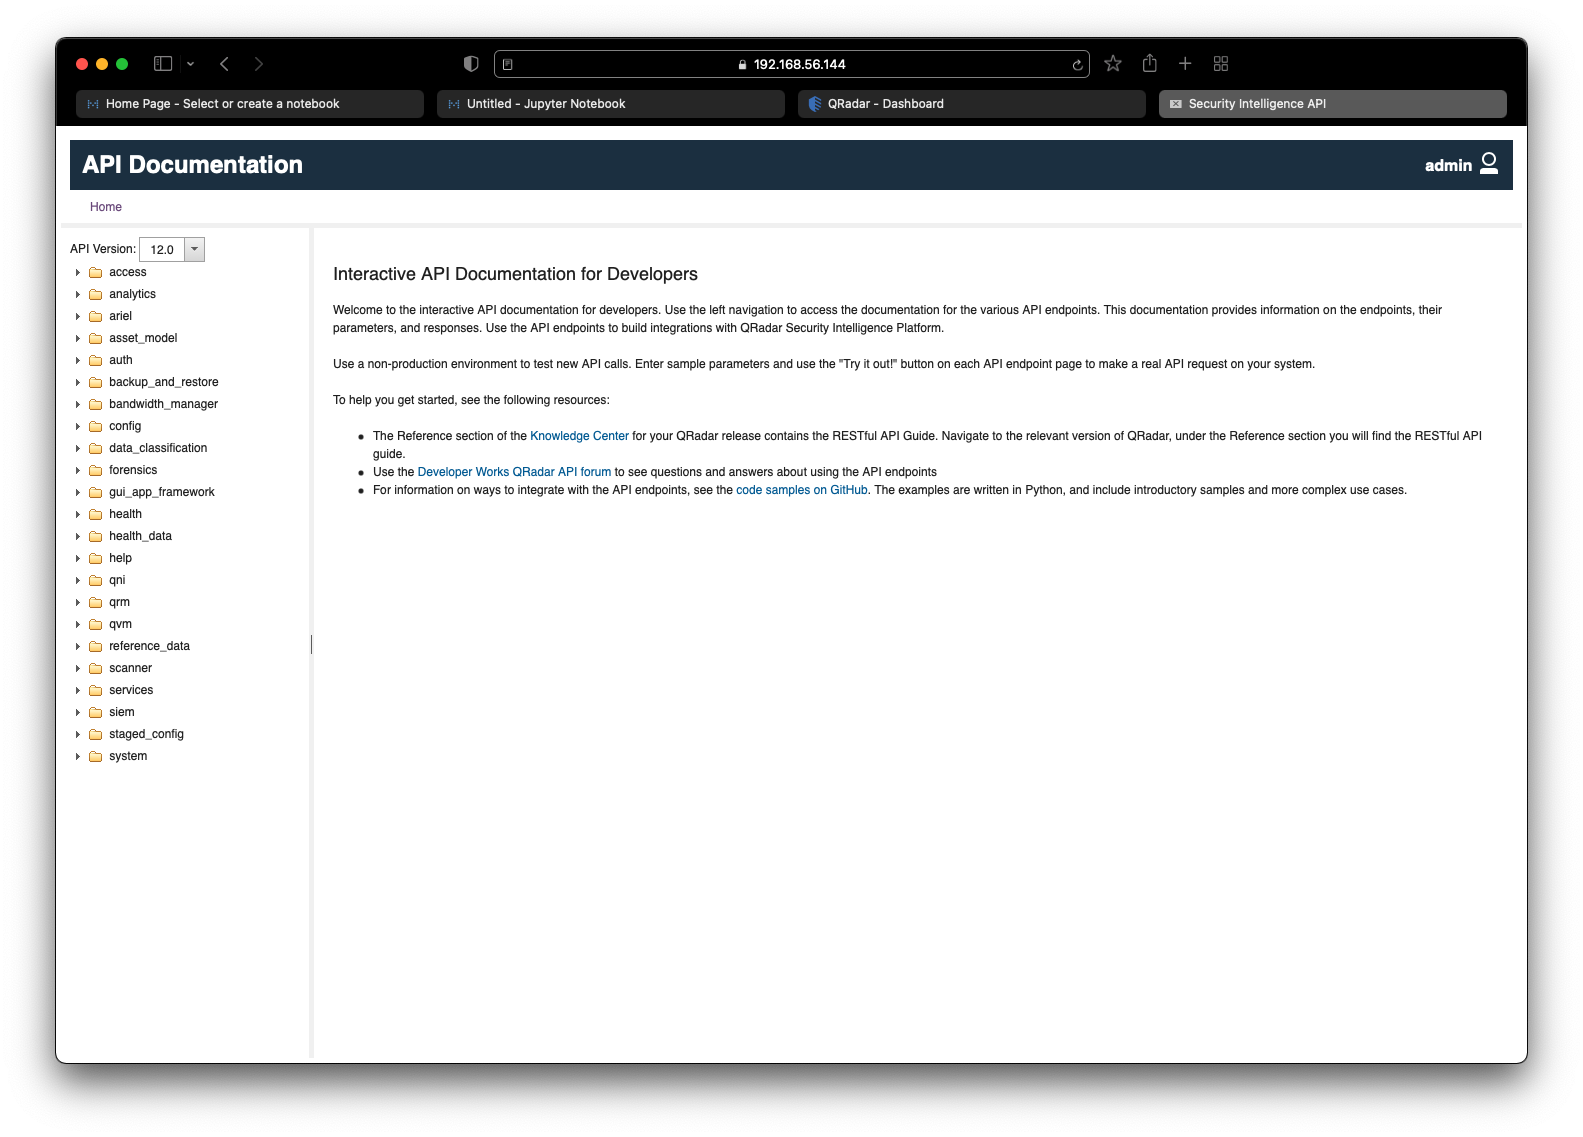 192.168.56.144
Home Page - Select or create a notebook
Untitled - Jupyter Notebook
QRadar - Dashboard
Security Intelligence API
API Documentation
admin
Home
API Version: 12.0
access
analytics
ariel
asset_model
auth
backup_and_restore
bandwidth_manager
config
data_classification
forensics
gui_app_framework
health
health_data
help
qni
qrm
qvm
reference_data
scanner
services
siem
staged_config
system
Interactive API Documentation for Developers
Welcome to the interactive API documentation for developers. Use the left navigation to access the documentation for the various API endpoints. This documentation provides information on the endpoints, their
parameters, and responses. Use the API endpoints to build integrations with QRadar Security Intelligence Platform.
Use a non-production environment to test new API calls. Enter sample parameters and use the "Try it out!" button on each API endpoint page to make a real API request on your system.
To help you get started, see the following resources:
The Reference section of the Knowledge Center for your QRadar release contains the RESTful API Guide. Navigate to the relevant version of QRadar, under the Reference section you will find the RESTful API
guide.
Use the Developer Works QRadar API forum to see questions and answers about using the API endpoints
For information on ways to integrate with the API endpoints, see the code samples on GitHub. The examples are written in Python, and include introductory samples and more complex use cases.